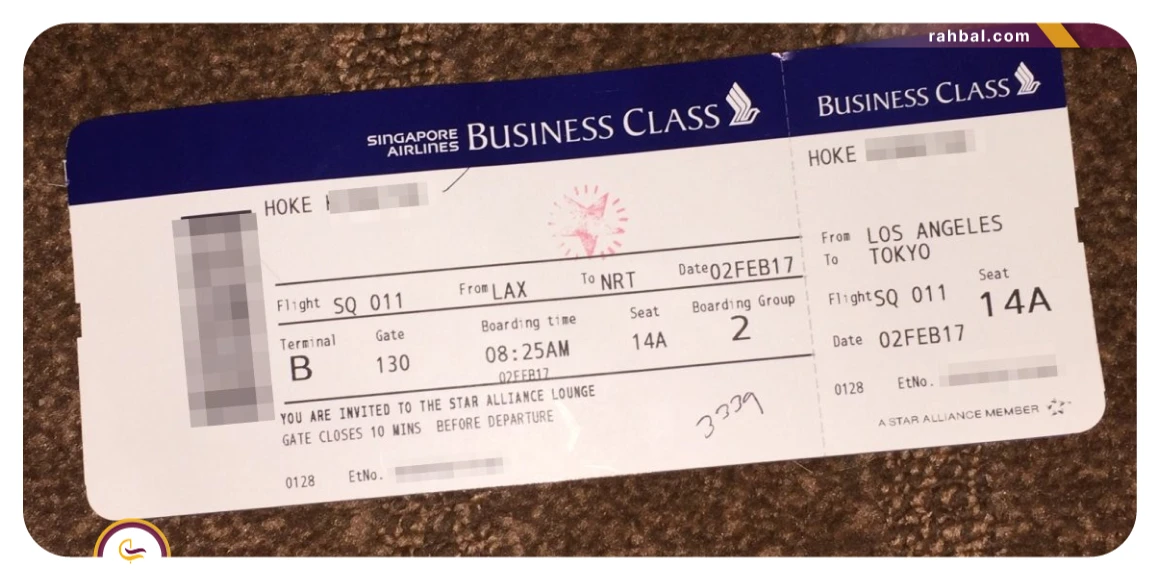 rahbal.com
SINGAPORE AIRLINES BUSINESS CLASS
HOKE
Flight SQ 011 From LAX To NRT Date 02FEB17
Terminal Gate Boarding time Seat Boarding Group
B 130 08:25AM 14A 2
02FEB17
YOU ARE INVITED TO THE STAR ALLIANCE LOUNGE
GATE CLOSES 10 MINS BEFORE DEPARTURE
3339
0128 EtNo.
BUSINESS CLASS
HOKE
From LOS ANGELES
To TOKYO
Flight SQ 011 Seat 14A
Date 02FEB17
0128 EtNo.
A STAR ALLIANCE MEMBER